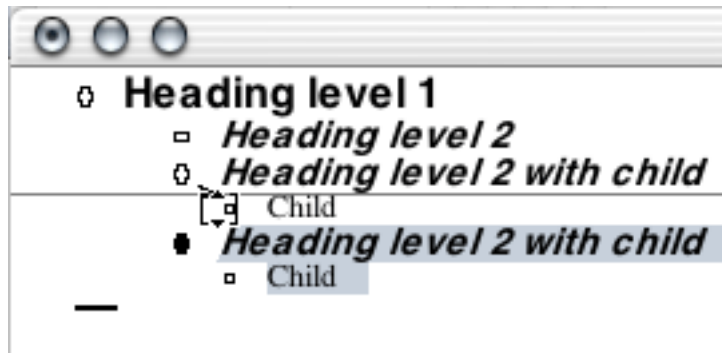 Heading level 1
Heading level 2
Heading level 2 with child
Child
Heading level 2 with child
Child